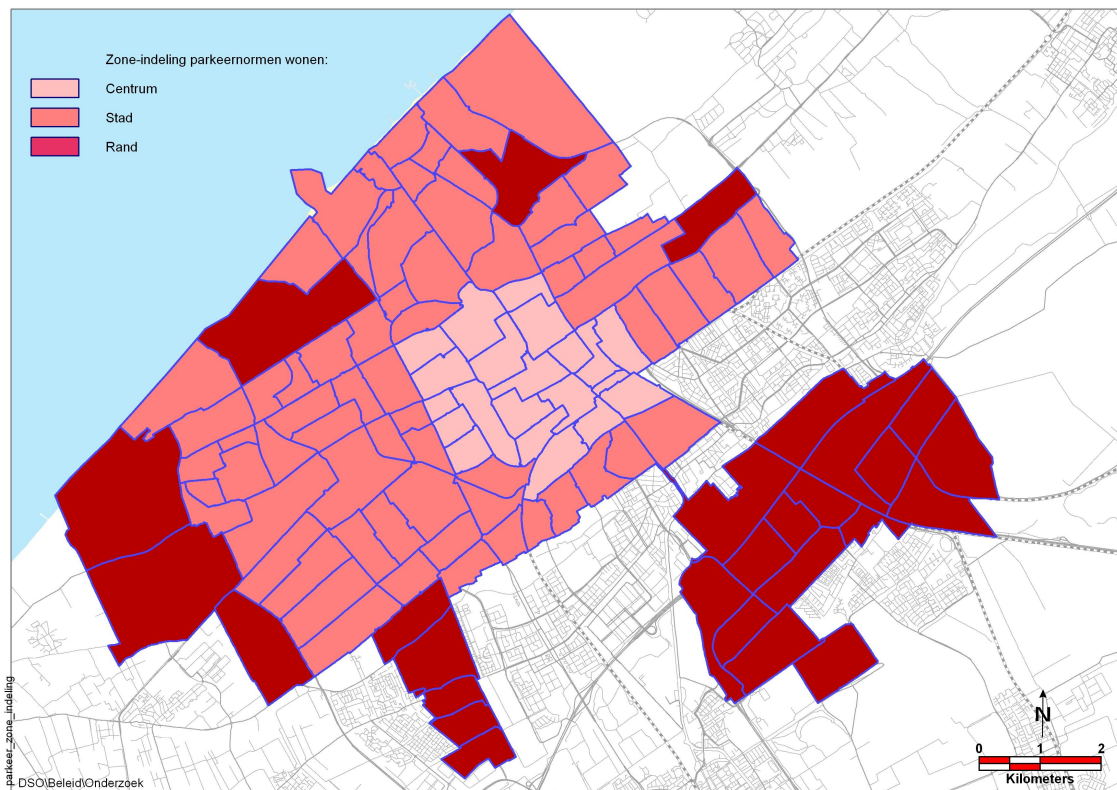 Zone-indeling parkeernormen wonen:
Centrum
Stad
Rand
N
0 1 2
Kilometers
parkeer_zone_indeling
DSO\Beleid\Onderzoek